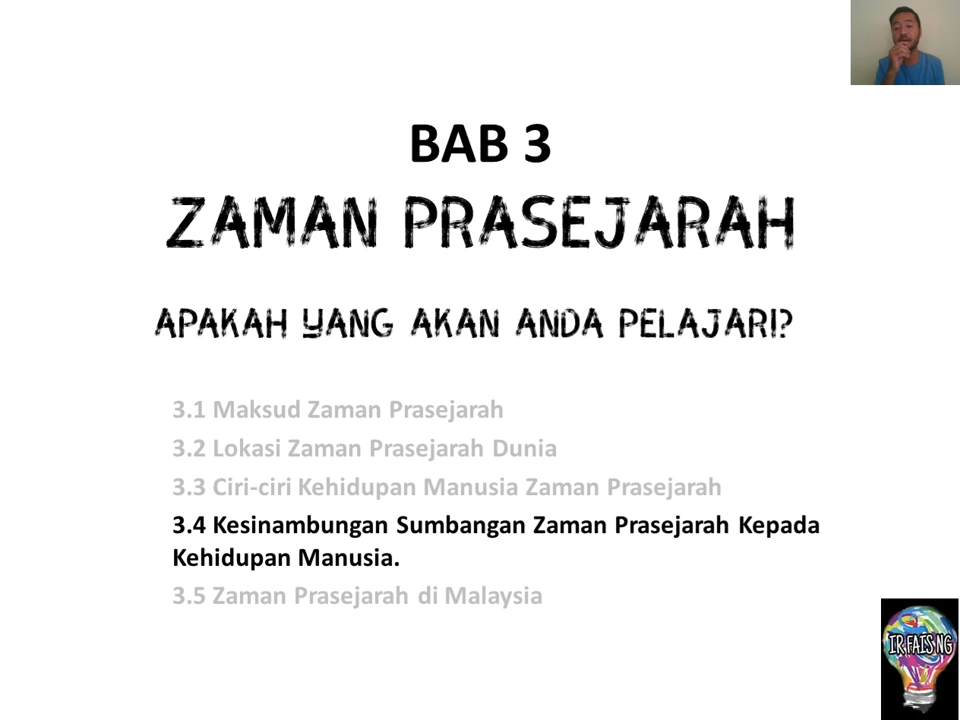 BAB 3
ZAMAN PRASEJARAH
APAKAH YANG AKAN ANDA PELAJARI?
3.1 Maksud Zaman Prasejarah
3.2 Lokasi Zaman Prasejarah Dunia
3.3 Ciri-ciri Kehidupan Manusia Zaman Prasejarah
3.4 Kesinambungan Sumbangan Zaman Prasejarah Kepada
Kehidupan Manusia.
3.5 Zaman Prasejarah di Malaysia
IR FAIS NG